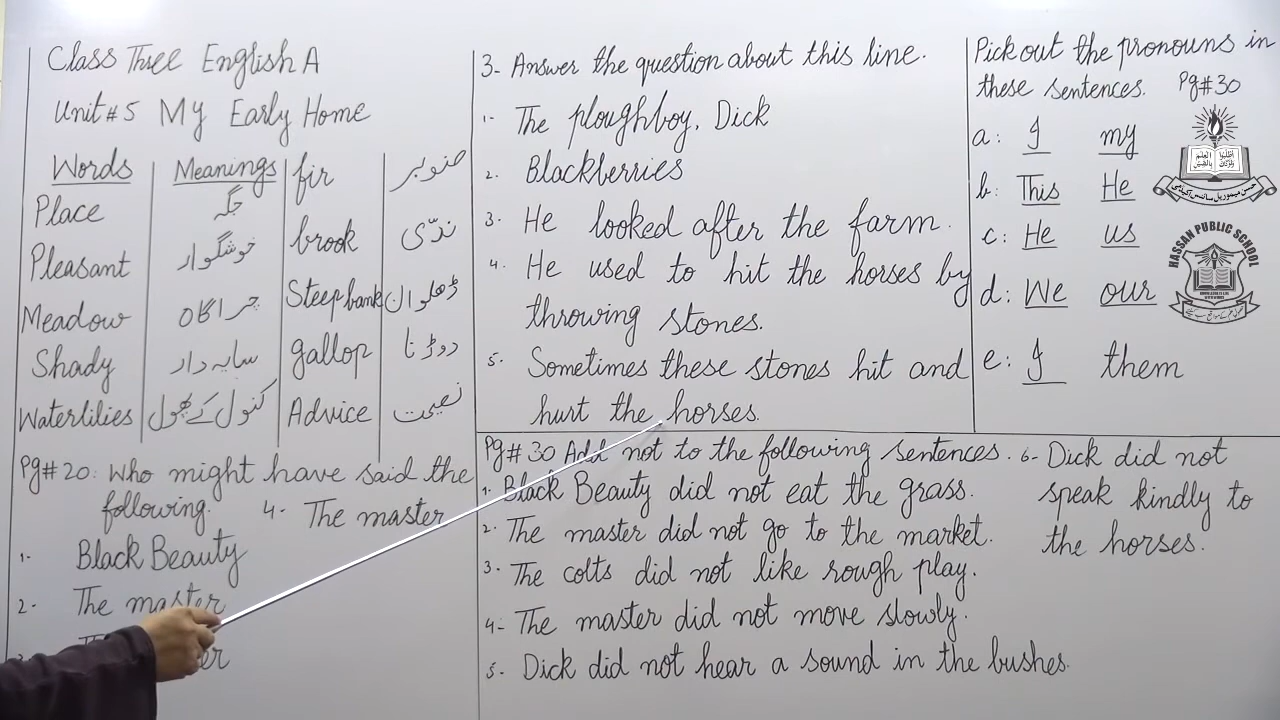 Class Three English A
Unit # 5 My Early Home
Words Meanings
Place جگہ
Pleasant خوشگوار
Meadow چراگاہ
Shady سایہ دار
Waterlilies کنول کے پھول
fir صنوبر
brook ندّی
Steep bank ڈھلوان
gallop دوڑنا
Advice نصیحت
Pg# 20: Who might have said the
following.
1- Black Beauty
2- The master
4- The master
3- Answer the question about this line.
1- The ploughboy, Dick
2. Blackberries
3. He looked after the farm.
4. He used to hit the horses by
throwing stones.
5. Sometimes these stones hit and
hurt the horses.
Pick out the pronouns in
these sentences. Pg#30
a: I my
b: This He
c: He us
d: We our
e: I them
Pg# 30 Add not to the following sentences.
1. Black Beauty did not eat the grass.
2. The master did not go to the market.
3. The colts did not like rough play.
4- The master did not move slowly.
5- Dick did not hear a sound in the bushes.
6- Dick did not
speak kindly to
the horses.
HASSAN PUBLIC SCHOOL